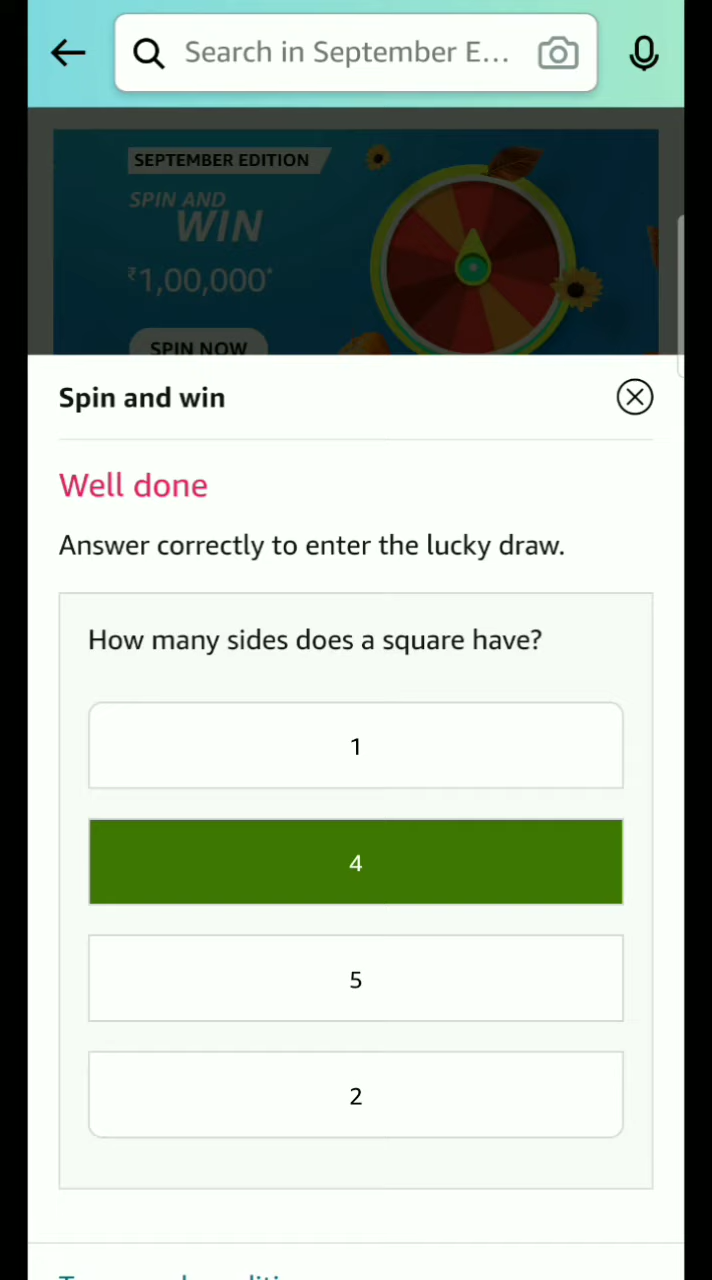 Search in September E...
SEPTEMBER EDITION
SPIN AND
WIN
₹1,00,000*
SPIN NOW
Spin and win
Well done
Answer correctly to enter the lucky draw.
How many sides does a square have?
1
4
5
2